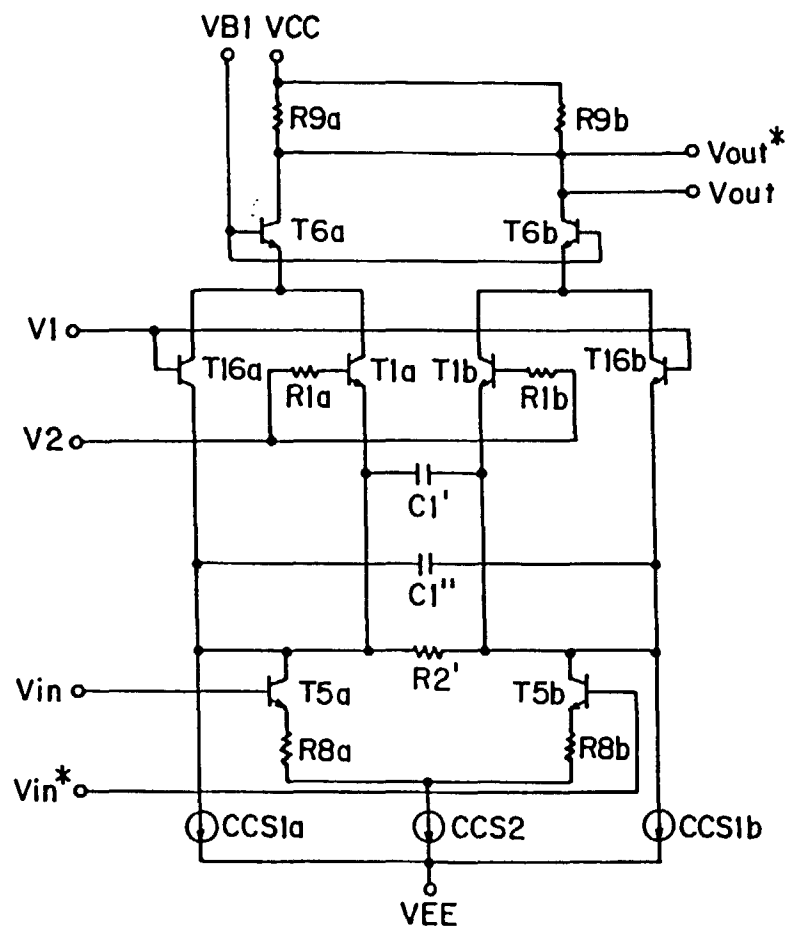 VB1 VCC
R9a R9b
Vout*
Vout
T6a T6b
V1
T16a T1a T1b T16b
R1a R1b
V2
C1'
C1"
R2'
Vin T5a T5b
R8a R8b
Vin*
CCS1a CCS2 CCS1b
VEE